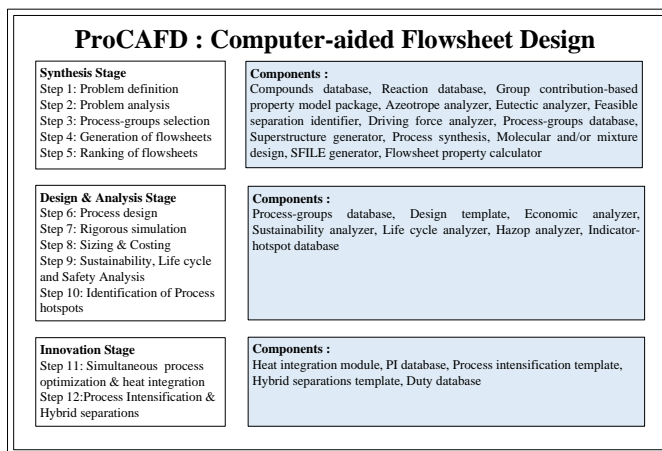 ProCAFD : Computer-aided Flowsheet Design
Synthesis Stage
Step 1: Problem definition
Step 2: Problem analysis
Step 3: Process-groups selection
Step 4: Generation of flowsheets
Step 5: Ranking of flowsheets
Components :
Compounds database, Reaction database, Group contribution-based
property model package, Azeotrope analyzer, Eutectic analyzer, Feasible
separation identifier, Driving force analyzer, Process-groups database,
Superstructure generator, Process synthesis, Molecular and/or mixture
design, SFILE generator, Flowsheet property calculator
Design & Analysis Stage
Step 6: Process design
Step 7: Rigorous simulation
Step 8: Sizing & Costing
Step 9: Sustainability, Life cycle
and Safety Analysis
Step 10: Identification of Process
hotspots
Components :
Process-groups database, Design template, Economic analyzer,
Sustainability analyzer, Life cycle analyzer, Hazop analyzer, Indicator-
hotspot database
Innovation Stage
Step 11: Simultaneous process
optimization & heat integration
Step 12:Process Intensification &
Hybrid separations
Components :
Heat integration module, PI database, Process intensification template,
Hybrid separations template, Duty database